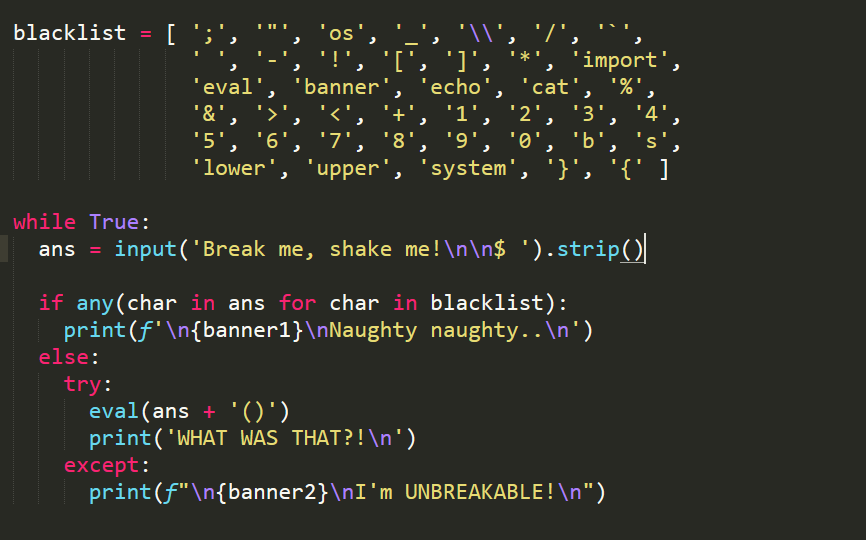 blacklist = [ ';', '"', 'os', '_', '\\', '/', '`',
              ' ', '-', '!', '[', ']', '*', 'import',
              'eval', 'banner', 'echo', 'cat', '%',
              '&', '>', '<', '+', '1', '2', '3', '4',
              '5', '6', '7', '8', '9', '0', 'b', 's',
              'lower', 'upper', 'system', '}', '{' ]
while True:
  ans = input('Break me, shake me!\n\n$ ').strip()
  if any(char in ans for char in blacklist):
    print(f'\n{banner1}\nNaughty naughty..\n')
  else:
    try:
      eval(ans + '()')
      print('WHAT WAS THAT?!\n')
    except:
      print(f"\n{banner2}\nI'm UNBREAKABLE!\n")